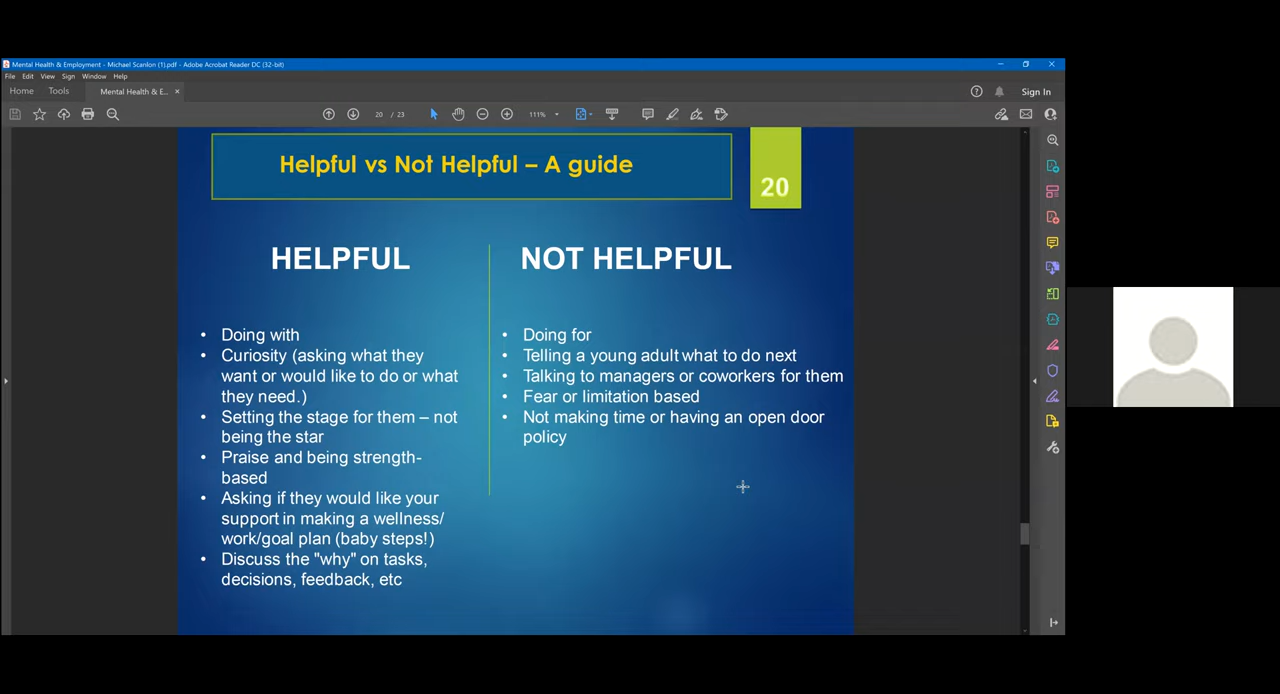 Mental Health & Employment - Michael Scanlon (1).pdf - Adobe Acrobat Reader DC (32-bit)
File Edit View Sign Window Help
Home Tools Mental Health & E... ×
Sign In
20 / 23
111%
Helpful vs Not Helpful – A guide
20
HELPFUL
• Doing with
• Curiosity (asking what they
want or would like to do or what
they need.)
• Setting the stage for them – not
being the star
• Praise and being strength-
based
• Asking if they would like your
support in making a wellness/
work/goal plan (baby steps!)
• Discuss the "why" on tasks,
decisions, feedback, etc
NOT HELPFUL
• Doing for
• Telling a young adult what to do next
• Talking to managers or coworkers for them
• Fear or limitation based
• Not making time or having an open door
policy